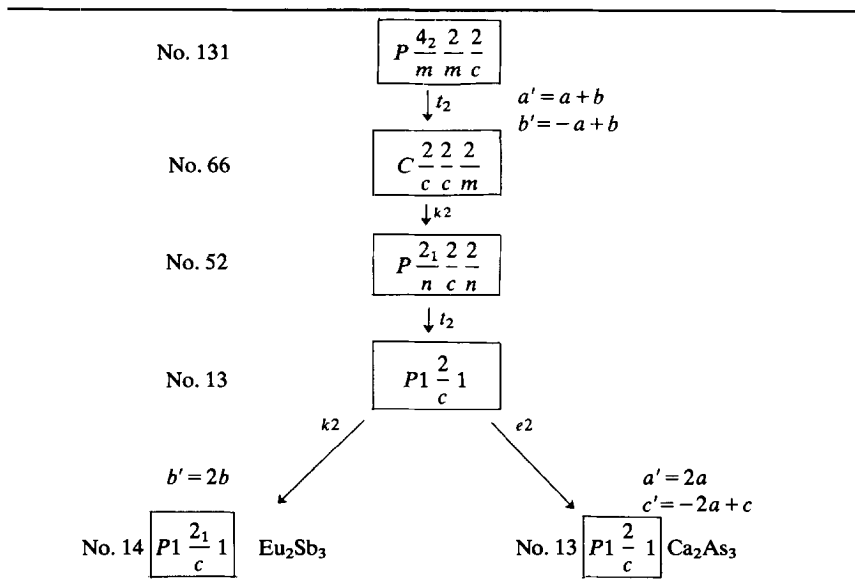 No. 131 P 4₂/m 2/m 2/c
t₂ a′ = a + b
b′ = −a + b
No. 66 C 2/c 2/c 2/m
k2
No. 52 P 2₁/n 2/c 2/n
t₂
No. 13 P1 2/c 1
k2 e2
b′ = 2b a′ = 2a
c′ = −2a + c
No. 14 P1 2₁/c 1 Eu₂Sb₃ No. 13 P1 2/c 1 Ca₂As₃